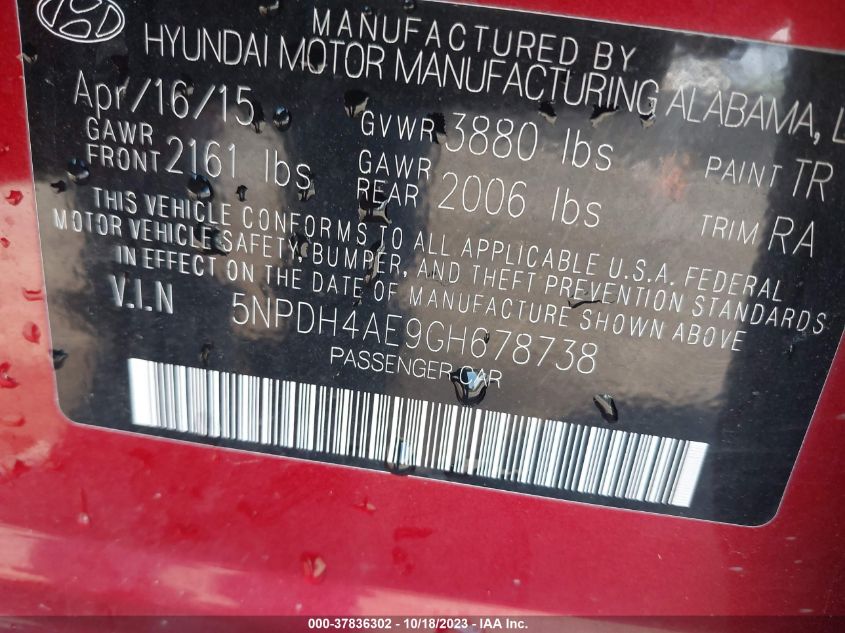 MANUFACTURED BY
HYUNDAI MOTOR MANUFACTURING ALABAMA,
Apr/16/15
GVWR 3880 lbs
PAINT TR
GAWR FRONT 2161 lbs
GAWR REAR 2006 lbs
TRIM RA
THIS VEHICLE CONFORMS TO ALL APPLICABLE U.S.A. FEDERAL
MOTOR VEHICLE SAFETY, BUMPER, AND THEFT PREVENTION STANDARDS
IN EFFECT ON THE DATE OF MANUFACTURE SHOWN ABOVE
V.I.N 5NPDH4AE9GH678738
PASSENGER CAR
000-37836302 - 10/18/2023 - IAA Inc.